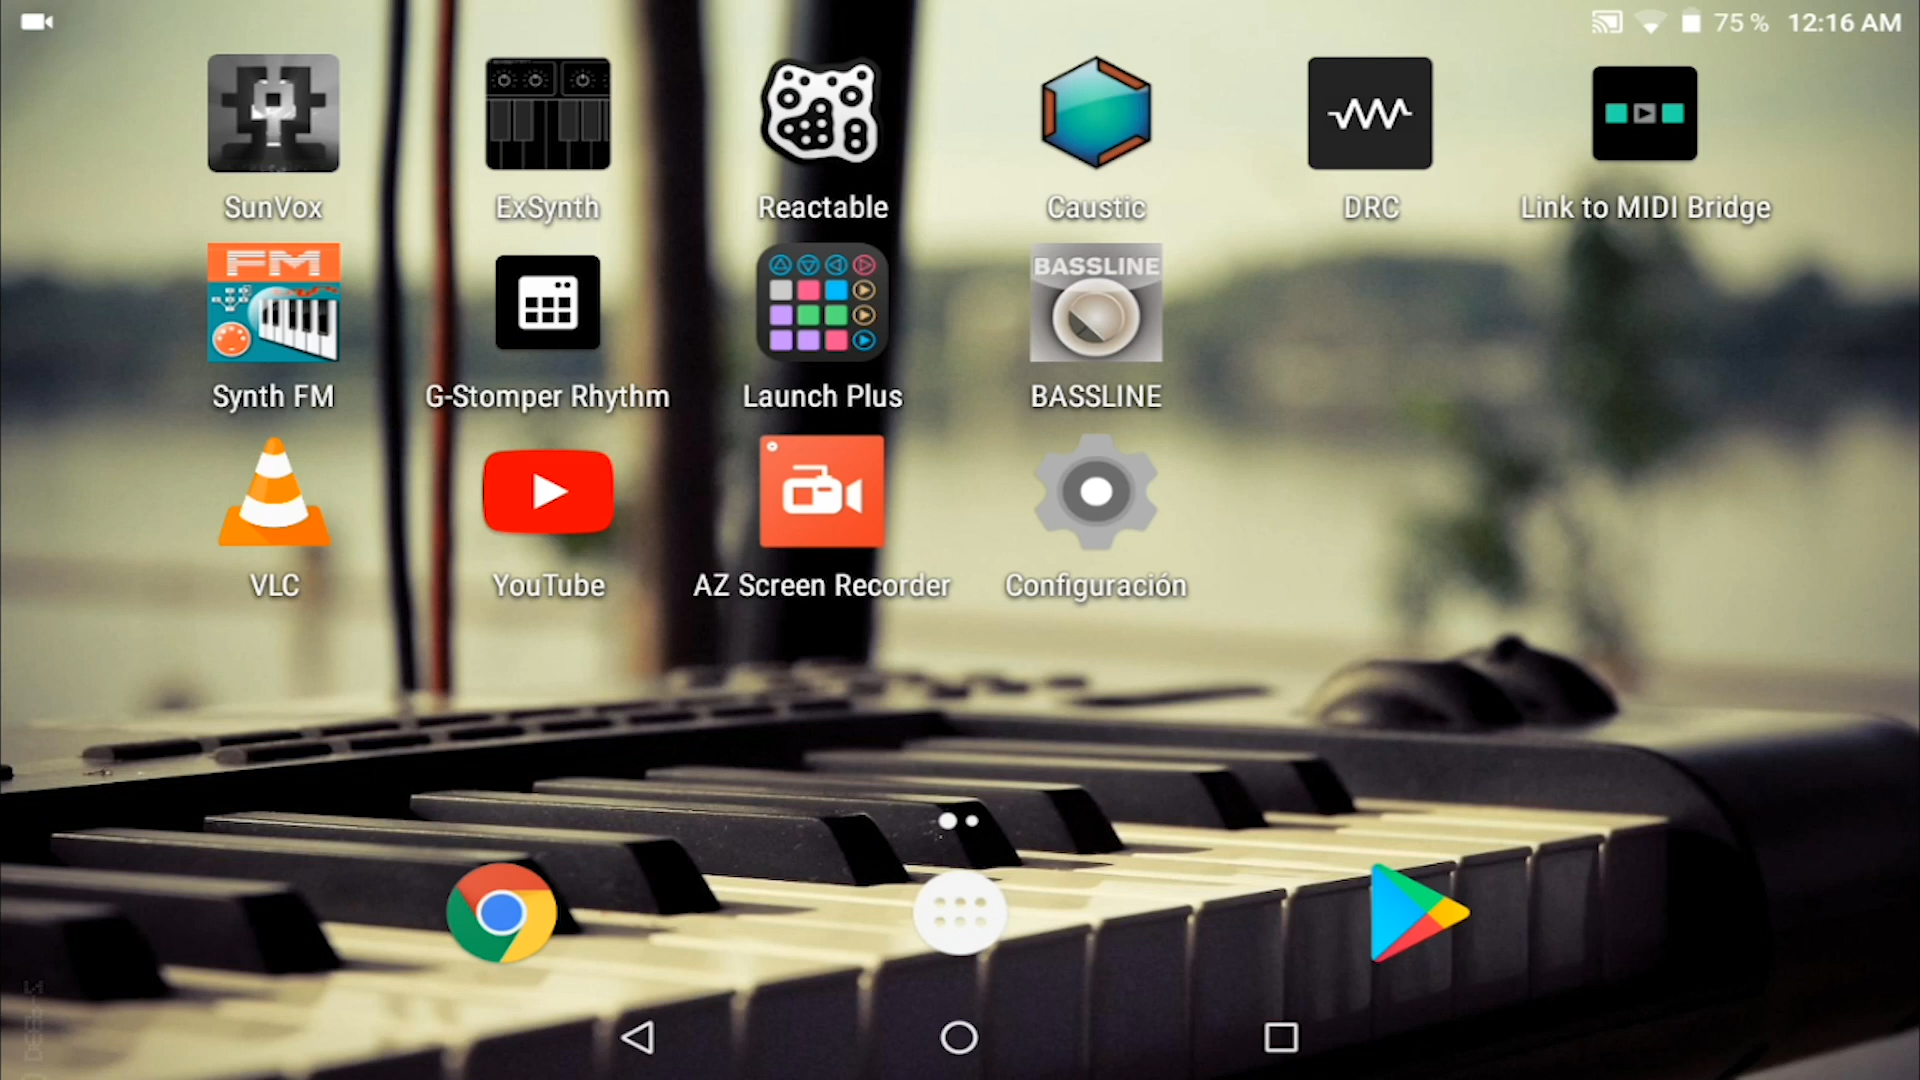 75 % 12:16 AM
SunVox ExSynth Reactable Caustic DRC Link to MIDI Bridge
FM
BASSLINE
Synth FM G-Stomper Rhythm Launch Plus BASSLINE
VLC YouTube AZ Screen Recorder Configuración